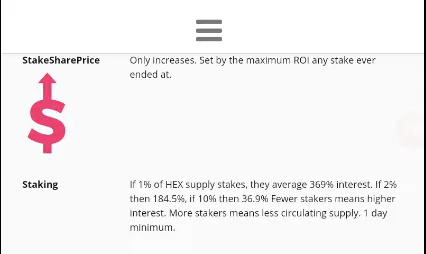 StakeSharePrice
Only increases. Set by the maximum ROI any stake ever
ended at.
$
Staking
If 1% of HEX supply stakes, they average 369% interest. If 2%
then 184.5%, if 10% then 36.9% Fewer stakers means higher
interest. More stakers means less circulating supply. 1 day
minimum.